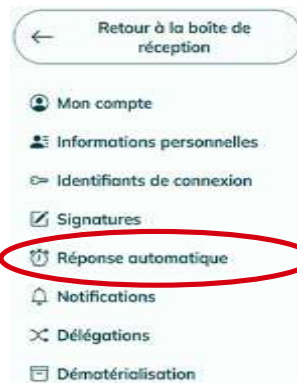 Retour à la boîte de
réception
Mon compte
Informations personnelles
Identifiants de connexion
Signatures
Réponse automatique
Notifications
Délégations
Dématérialisation